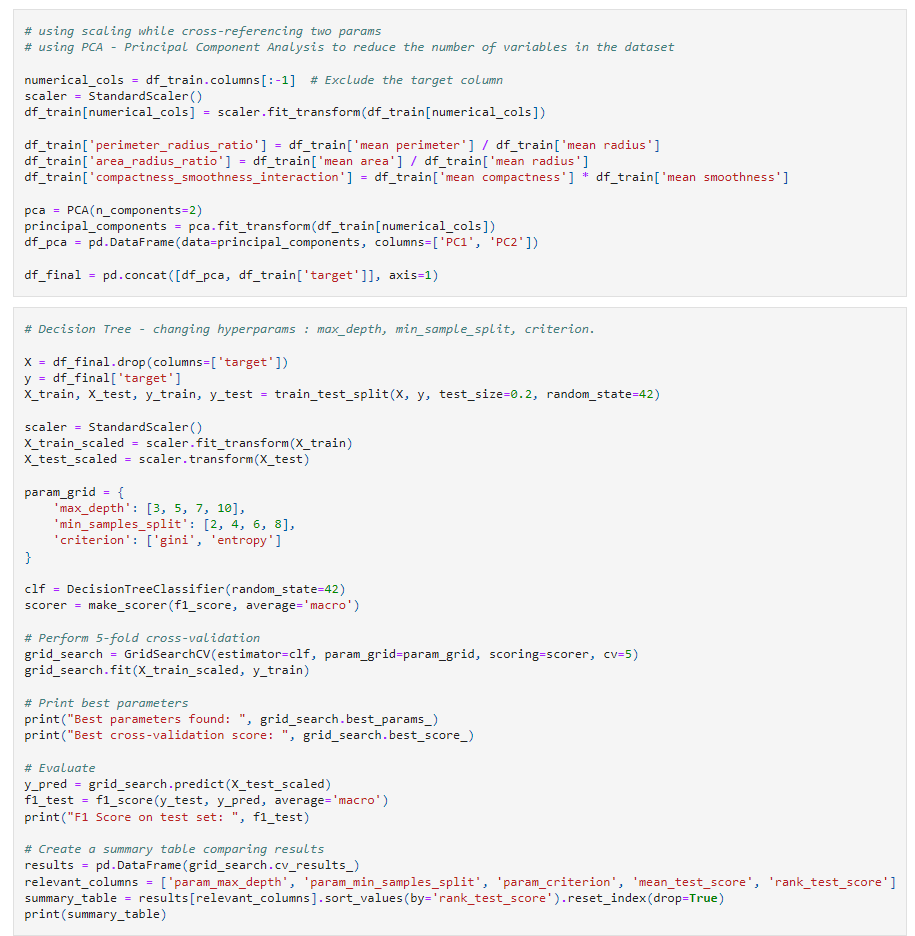 # using scaling while cross-referencing two params
# using PCA - Principal Component Analysis to reduce the number of variables in the dataset
numerical_cols = df_train.columns[:-1]  # Exclude the target column
scaler = StandardScaler()
df_train[numerical_cols] = scaler.fit_transform(df_train[numerical_cols])
df_train['perimeter_radius_ratio'] = df_train['mean perimeter'] / df_train['mean radius']
df_train['area_radius_ratio'] = df_train['mean area'] / df_train['mean radius']
df_train['compactness_smoothness_interaction'] = df_train['mean compactness'] * df_train['mean smoothness']
pca = PCA(n_components=2)
principal_components = pca.fit_transform(df_train[numerical_cols])
df_pca = pd.DataFrame(data=principal_components, columns=['PC1', 'PC2'])
df_final = pd.concat([df_pca, df_train['target']], axis=1)
# Decision Tree - changing hyperparams : max_depth, min_sample_split, criterion.
X = df_final.drop(columns=['target'])
y = df_final['target']
X_train, X_test, y_train, y_test = train_test_split(X, y, test_size=0.2, random_state=42)
scaler = StandardScaler()
X_train_scaled = scaler.fit_transform(X_train)
X_test_scaled = scaler.transform(X_test)
param_grid = {
    'max_depth': [3, 5, 7, 10],
    'min_samples_split': [2, 4, 6, 8],
    'criterion': ['gini', 'entropy']
}
clf = DecisionTreeClassifier(random_state=42)
scorer = make_scorer(f1_score, average='macro')
# Perform 5-fold cross-validation
grid_search = GridSearchCV(estimator=clf, param_grid=param_grid, scoring=scorer, cv=5)
grid_search.fit(X_train_scaled, y_train)
# Print best parameters
print("Best parameters found: ", grid_search.best_params_)
print("Best cross-validation score: ", grid_search.best_score_)
# Evaluate
y_pred = grid_search.predict(X_test_scaled)
f1_test = f1_score(y_test, y_pred, average='macro')
print("F1 Score on test set: ", f1_test)
# Create a summary table comparing results
results = pd.DataFrame(grid_search.cv_results_)
relevant_columns = ['param_max_depth', 'param_min_samples_split', 'param_criterion', 'mean_test_score', 'rank_test_score']
summary_table = results[relevant_columns].sort_values(by='rank_test_score').reset_index(drop=True)
print(summary_table)